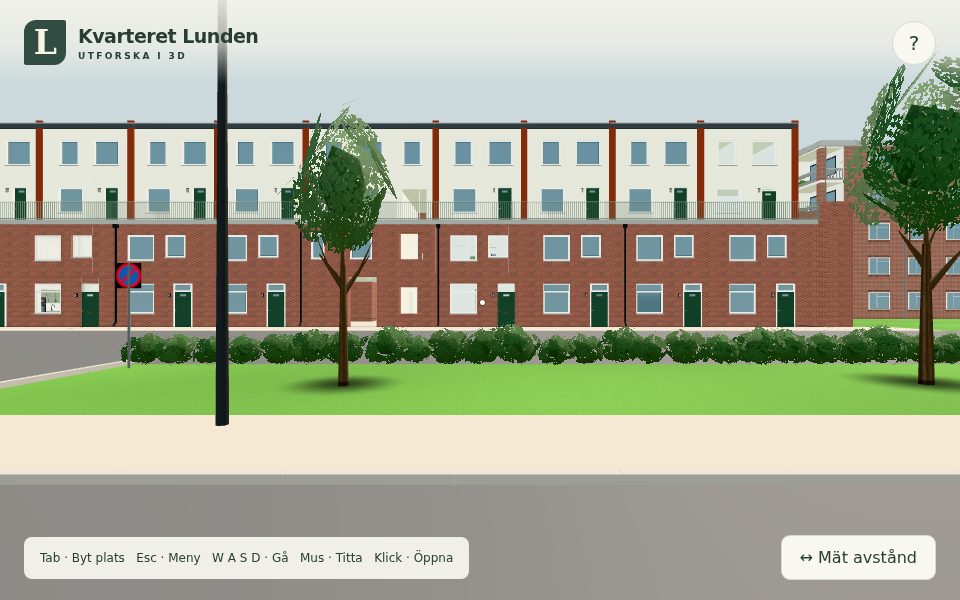 L
Kvarteret Lunden
UTFORSKA I 3D
?
Tab · Byt plats Esc · Meny W A S D · Gå Mus · Titta Klick · Öppna
↔ Mät avstånd